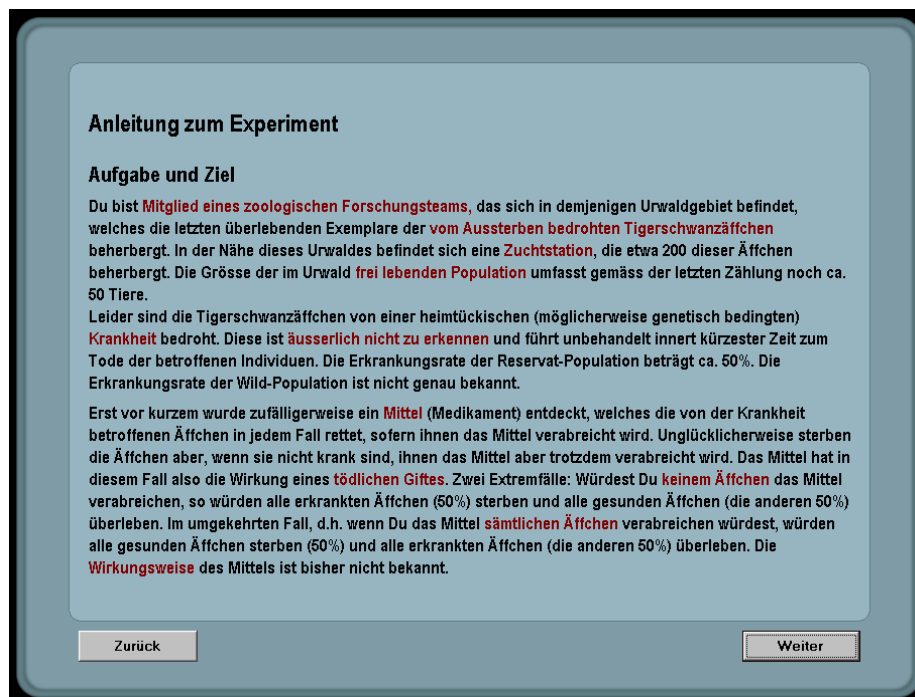 Anleitung zum Experiment
Aufgabe und Ziel
Du bist Mitglied eines zoologischen Forschungsteams, das sich in demjenigen Urwaldgebiet befindet,
welches die letzten überlebenden Exemplare der vom Aussterben bedrohten Tigerschwanzäffchen
beherbergt. In der Nähe dieses Urwaldes befindet sich eine Zuchtstation, die etwa 200 dieser Äffchen
beherbergt. Die Grösse der im Urwald frei lebenden Population umfasst gemäss der letzten Zählung noch ca.
50 Tiere.
Leider sind die Tigerschwanzäffchen von einer heimtückischen (möglicherweise genetisch bedingten)
Krankheit bedroht. Diese ist äusserlich nicht zu erkennen und führt unbehandelt innert kürzester Zeit zum
Tode der betroffenen Individuen. Die Erkrankungsrate der Reservat-Population beträgt ca. 50%. Die
Erkrankungsrate der Wild-Population ist nicht genau bekannt.
Erst vor kurzem wurde zufälligerweise ein Mittel (Medikament) entdeckt, welches die von der Krankheit
betroffenen Äffchen in jedem Fall rettet, sofern ihnen das Mittel verabreicht wird. Unglücklicherweise sterben
die Äffchen aber, wenn sie nicht krank sind, ihnen das Mittel aber trotzdem verabreicht wird. Das Mittel hat in
diesem Fall also die Wirkung eines tödlichen Giftes. Zwei Extremfälle: Würdest Du keinem Äffchen das Mittel
verabreichen, so würden alle erkrankten Äffchen (50%) sterben und alle gesunden Äffchen (die anderen 50%)
überleben. Im umgekehrten Fall, d.h. wenn Du das Mittel sämtlichen Äffchen verabreichen würdest, würden
alle gesunden Äffchen sterben (50%) und alle erkrankten Äffchen (die anderen 50%) überleben. Die
Wirkungsweise des Mittels ist bisher nicht bekannt.
Zurück
Weiter